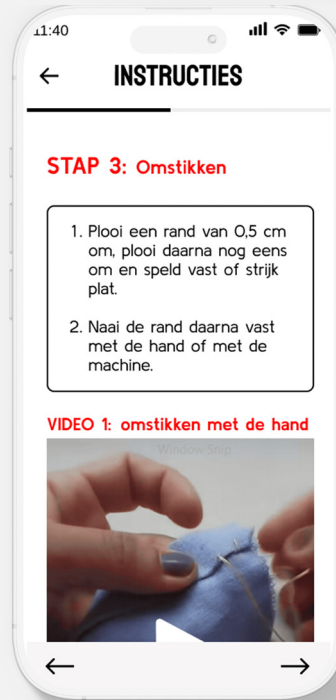 11:40
INSTRUCTIES
STAP 3: Omstikken
1. Plooi een rand van 0,5 cm
om, plooi daarna nog eens
om en speld vast of strijk
plat.
2. Naai de rand daarna vast
met de hand of met de
machine.
VIDEO 1: omstikken met de hand
Window Snip